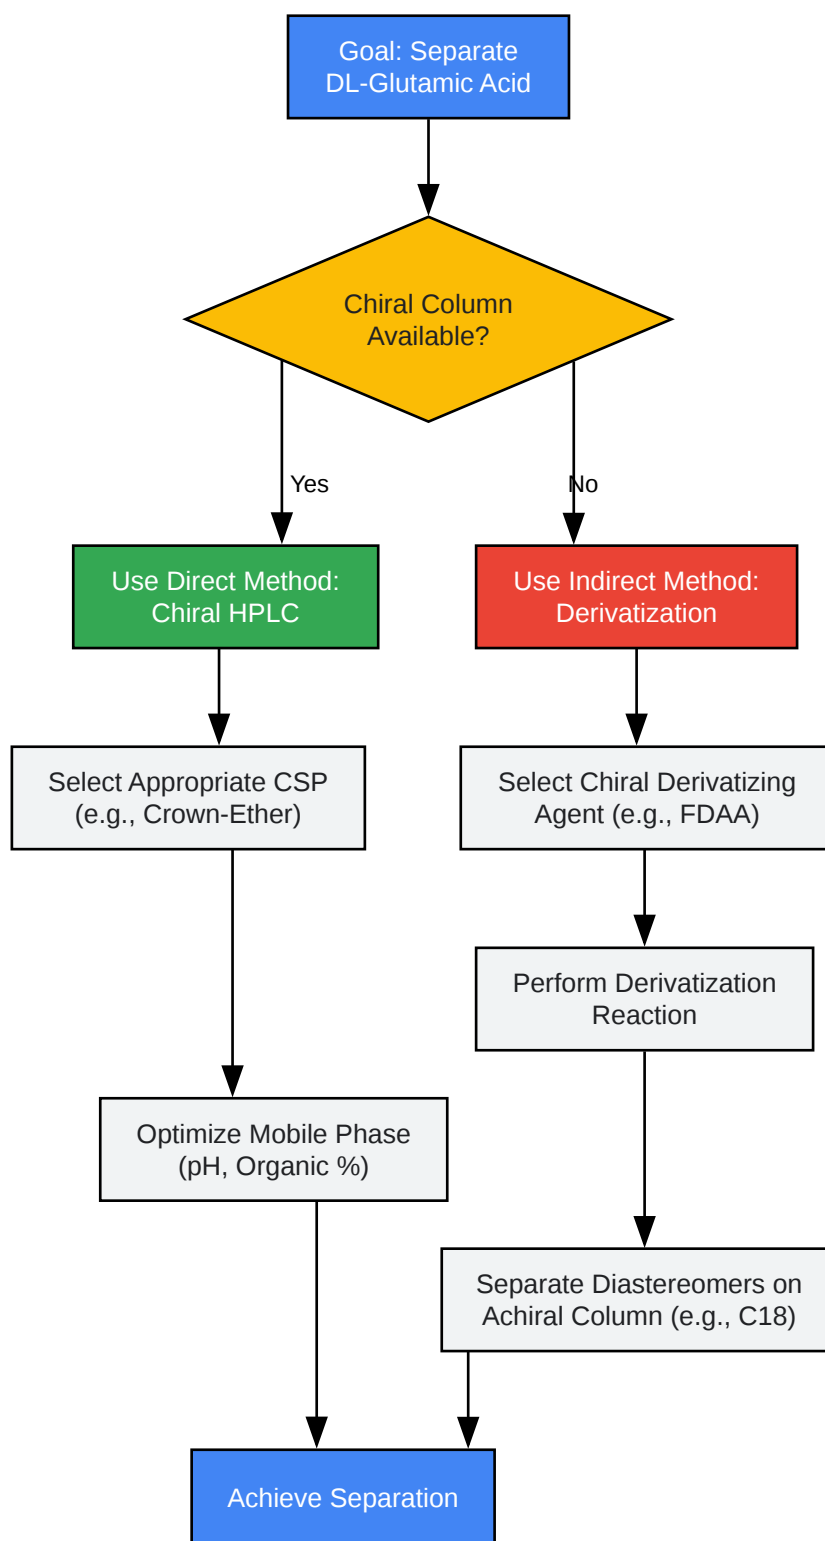 Goal: Separate
DL-Glutamic Acid
Chiral Column
Available?
Yes
No
Use Direct Method:
Chiral HPLC
Use Indirect Method:
Derivatization
Select Appropriate CSP
(e.g., Crown-Ether)
Select Chiral Derivatizing
Agent (e.g., FDAA)
Perform Derivatization
Reaction
Optimize Mobile Phase
(pH, Organic %)
Separate Diastereomers on
Achiral Column (e.g., C18)
Achieve Separation